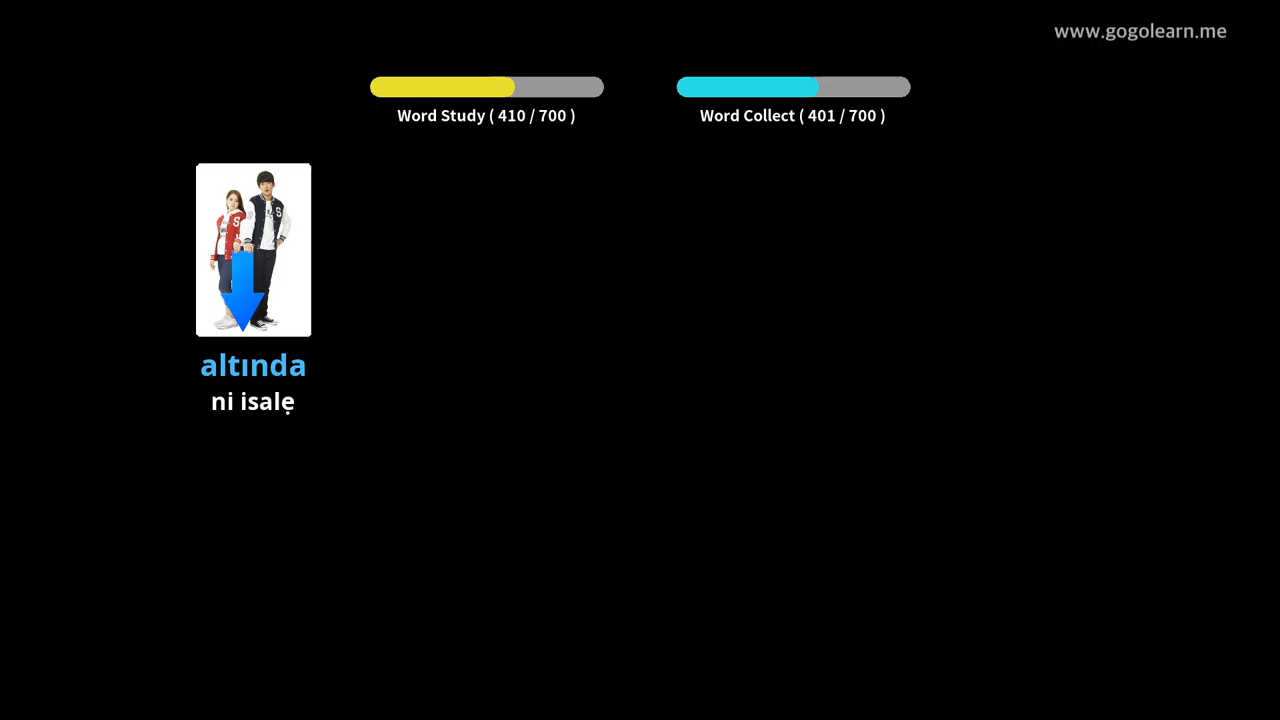 www.gogolearn.me
Word Study ( 410 / 700 )
Word Collect ( 401 / 700 )
S
S
altında
ni isalẹ